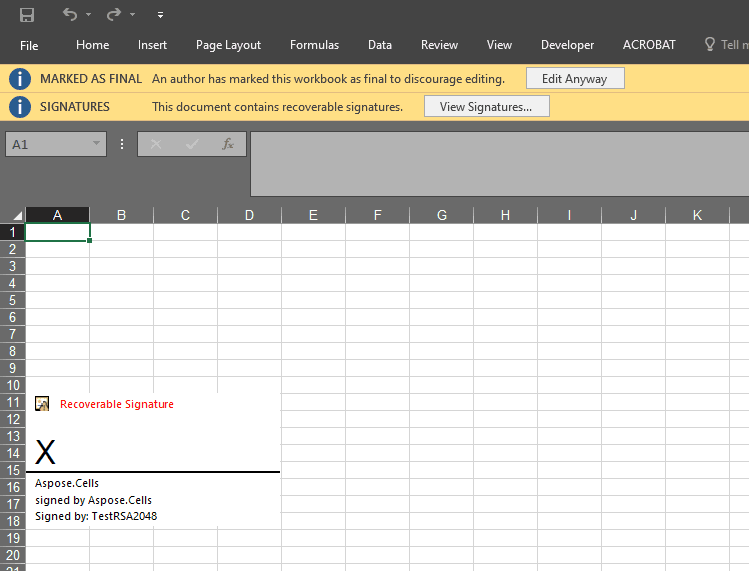 File Home Insert Page Layout Formulas Data Review View Developer ACROBAT Tell
MARKED AS FINAL An author has marked this workbook as final to discourage editing. Edit Anyway
SIGNATURES This document contains recoverable signatures. View Signatures...
A1 fx
A B C D E F G H I J K
1
2
3
4
5
6
7
8
9
10
11 Recoverable Signature
12
13
14 X
15
16 Aspose.Cells
17 signed by Aspose.Cells
18 Signed by: TestRSA2048
19
20